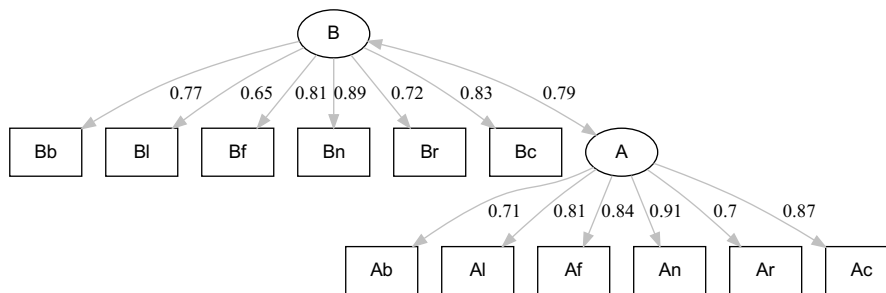 B
0.77 0.65 0.81 0.89 0.72 0.83 0.79
Bb Bl Bf Bn Br Bc A
0.71 0.81 0.84 0.91 0.7 0.87
Ab Al Af An Ar Ac